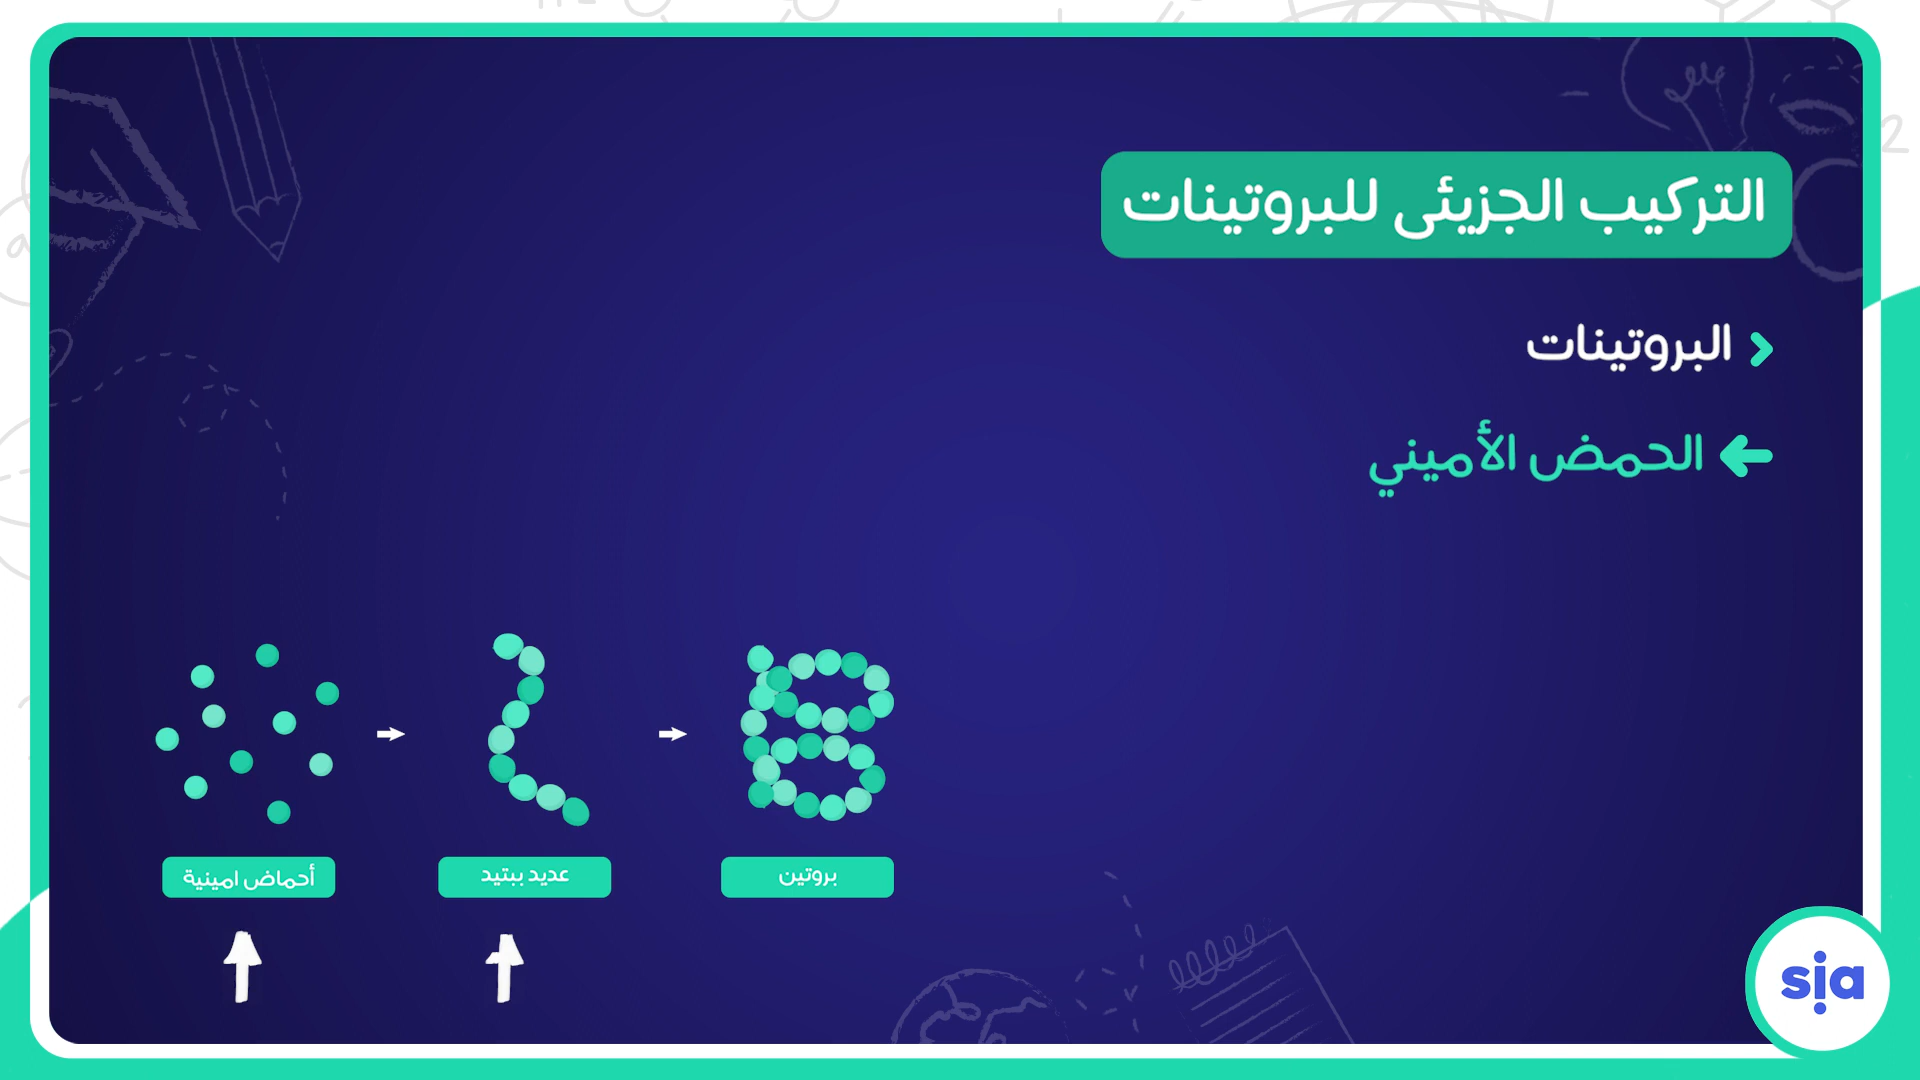 التركيب الجزيئى للبروتينات
البروتينات
الحمض الأميني
أحماض امينية
عديد ببتيد
بروتين
sia